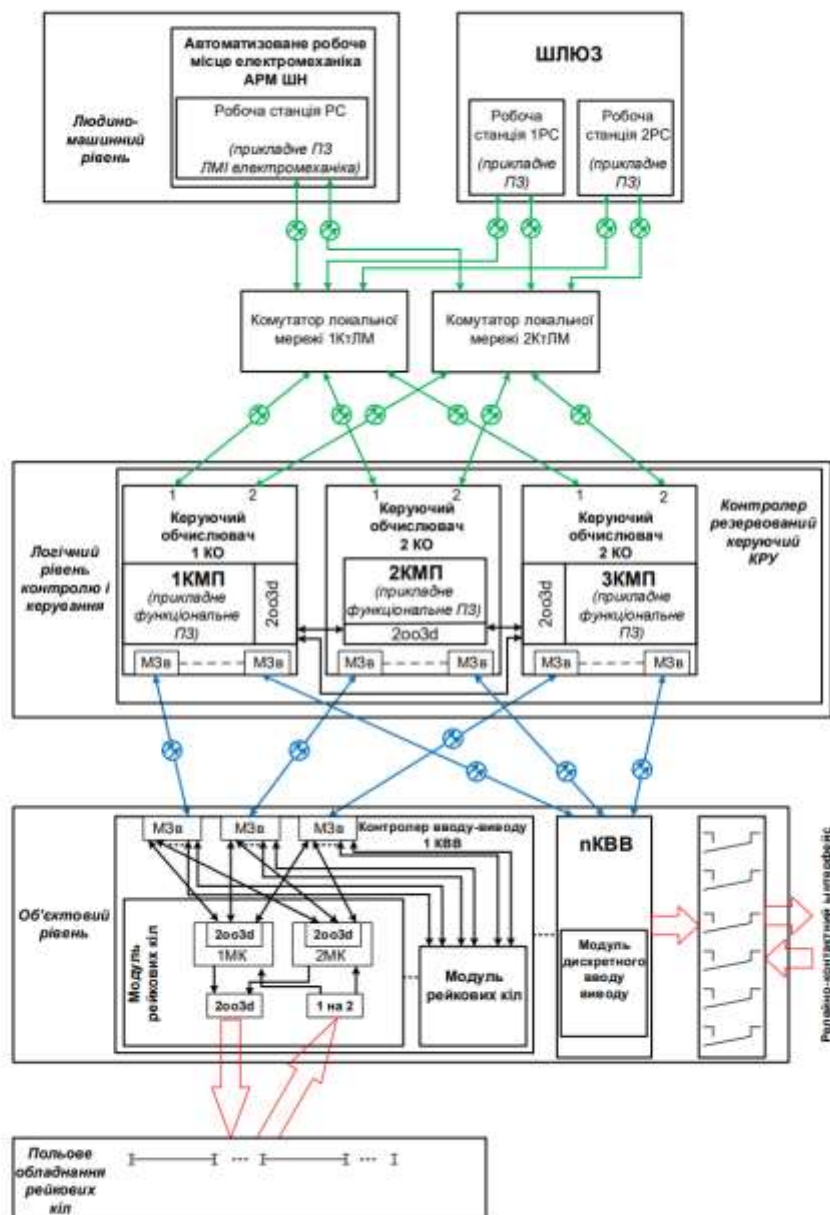 Людино-
машинний
рівень
Автоматизоване робоче
місце електромеханіка
АРМ ШН
Робоча станція РС
(прикладне ПЗ
ЛМІ електромеханіка)
ШЛЮЗ
Робоча
станція 1РС
(прикладне
ПЗ)
Робоча
станція 2РС
(прикладне
ПЗ)
Комутатор локальної
мережі 1КтЛМ
Комутатор локальної
мережі 2КтЛМ
Логічний
рівень
контролю і
керування
1 2
Керуючий
обчислювач
1 КО
1КМП
(прикладне
функціональне
ПЗ)
2oo3d
МЗв МЗв
1 2
Керуючий
обчислювач
2 КО
2КМП
(прикладне
функціональне ПЗ)
2oo3d
МЗв МЗв
1 2
Керуючий
обчислювач
2 КО
2oo3d
3КМП
(прикладне
функціональне
ПЗ)
МЗв МЗв
Контролер
резервований
керуючий
КРУ
Об'єктовий
рівень
МЗв МЗв МЗв
Контролер вводу-виводу
1 КВВ
Модуль
рейкових кіл
2oo3d
1МК
2oo3d
2МК
2oo3d
1 на 2
Модуль
рейкових кіл
nКВВ
Модуль
дискретного
вводу
виводу
Релейно-контактний інтерфейс
Польове
обладнання
рейкових
кіл